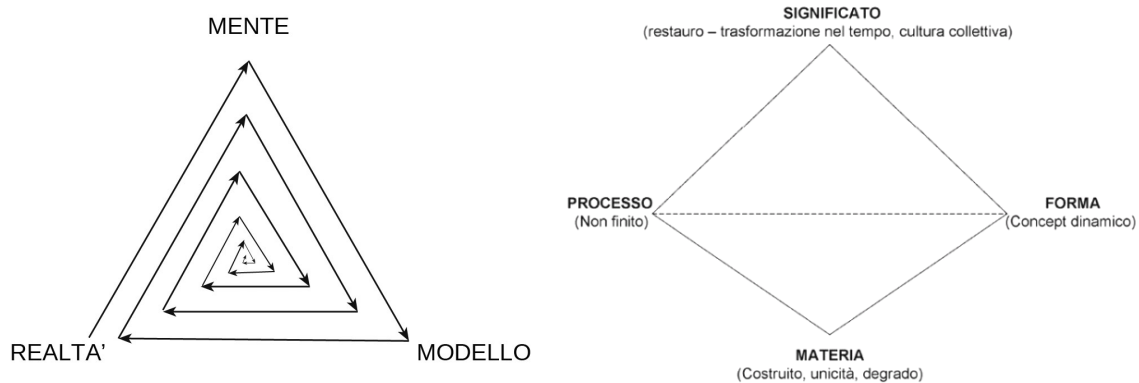 MENTE
REALTA’
MODELLO
SIGNIFICATO
(restauro – trasformazione nel tempo, cultura collettiva)
PROCESSO
(Non finito)
FORMA
(Concept dinamico)
MATERIA
(Costruito, unicità, degrado)